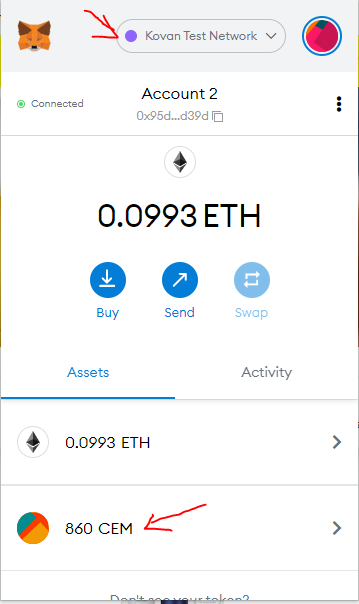 Kovan Test Network
Connected
Account 2
0x95d...d39d
0.0993 ETH
Buy
Send
Swap
Assets
Activity
0.0993 ETH
860 CEM
Don't see your token?